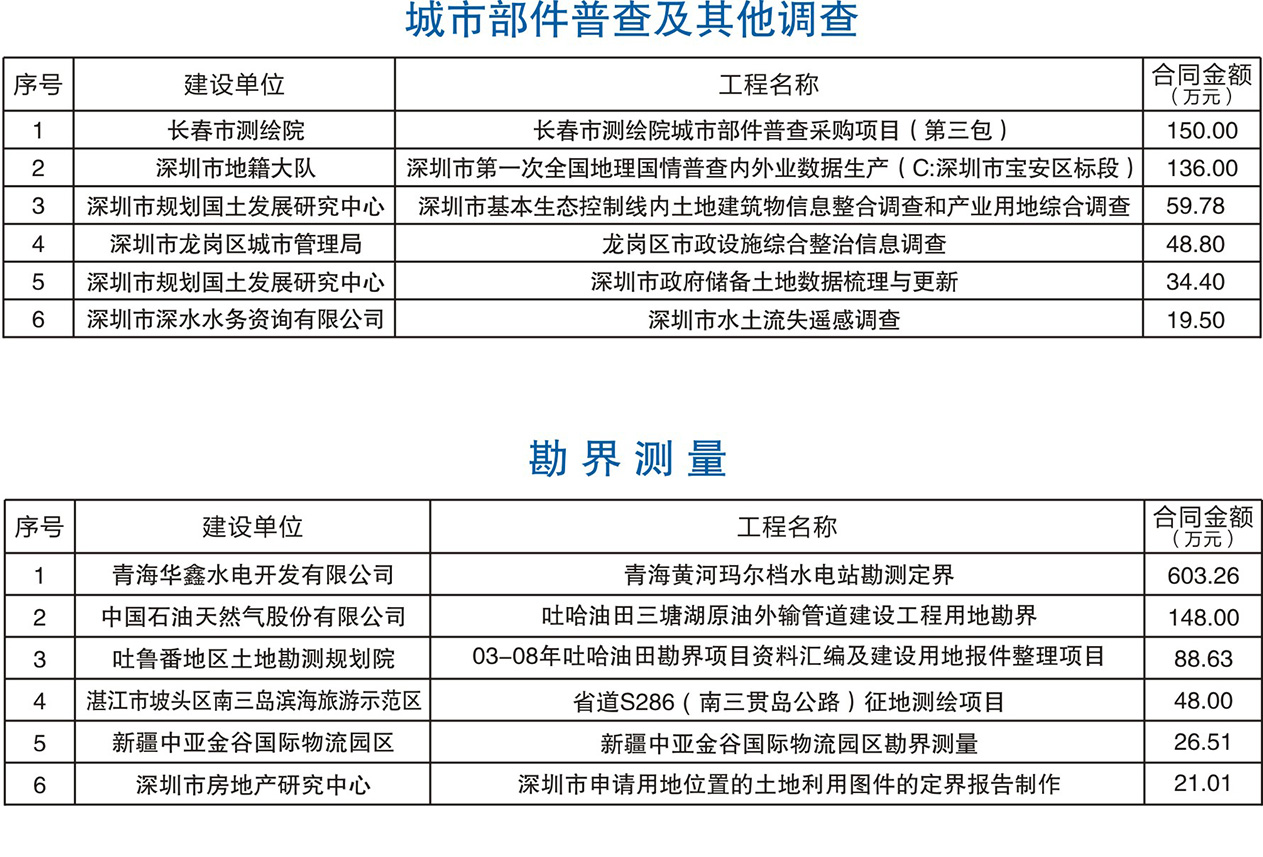 城市部件普查及其他调查
序号 建设单位 工程名称 合同金额
（万元）
1 长春市测绘院 长春市测绘院城市部件普查采购项目（第三包） 150.00
2 深圳市地籍大队 深圳市第一次全国地理国情普查内外业数据生产（C:深圳市宝安区标段） 136.00
3 深圳市规划国土发展研究中心 深圳市基本生态控制线内土地建筑物信息整合调查和产业用地综合调查 59.78
4 深圳市龙岗区城市管理局 龙岗区市政设施综合整治信息调查 48.80
5 深圳市规划国土发展研究中心 深圳市政府储备土地数据梳理与更新 34.40
6 深圳市深水水务资询有限公司 深圳市水土流失遥感调查 19.50
勘界测量
序号 建设单位 工程名称 合同金额
（万元）
1 青海华鑫水电开发有限公司 青海黄河玛尔档水电站勘测定界 603.26
2 中国石油天然气股份有限公司 吐哈油田三塘湖原油外输管道建设工程用地勘界 148.00
3 吐鲁番地区土地勘测规划院 03-08年吐哈油田勘界项目资料汇编及建设用地报件整理项目 88.63
4 湛江市坡头区南三岛滨海旅游示范区 省道S286（南三贯岛公路）征地测绘项目 48.00
5 新疆中亚金谷国际物流园区 新疆中亚金谷国际物流园区勘界测量 26.51
6 深圳市房地产研究中心 深圳市申请用地位置的土地利用图件的定界报告制作 21.01